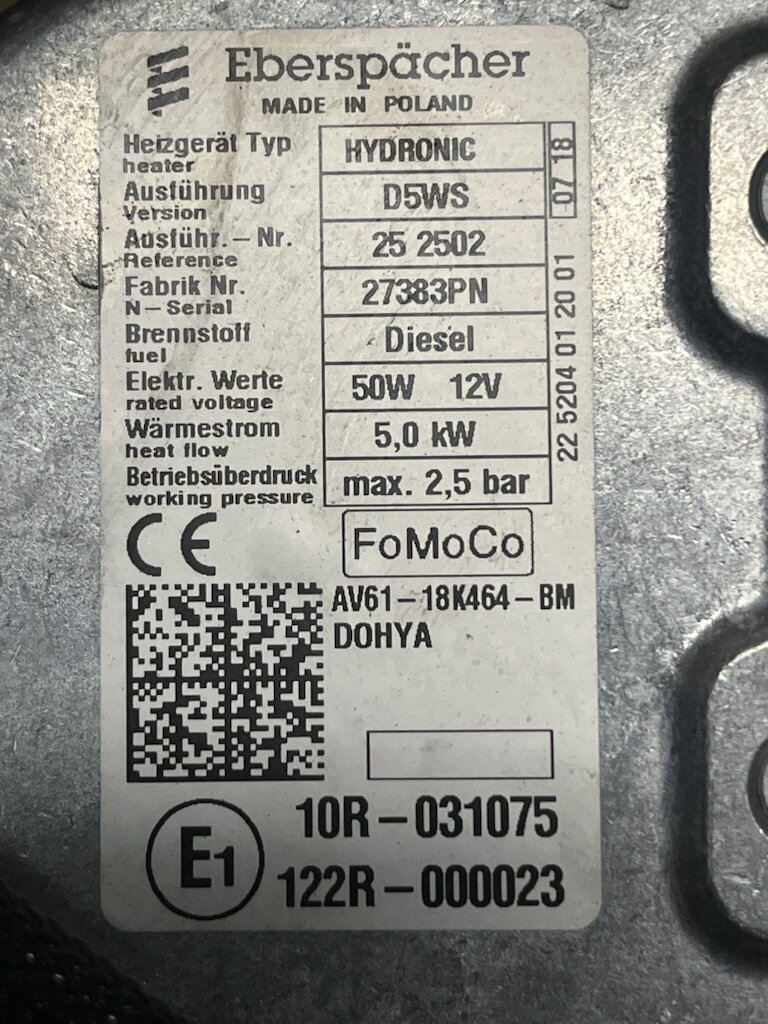 Eberspächer
MADE IN POLAND
Heizgerät Typ HYDRONIC
heater
Ausführung D5WS
Version
Ausführ.-Nr. 25 2502
Reference
Fabrik Nr. 27383PN
N-Serial
Brennstoff Diesel
fuel
Elektr. Werte 50W 12V
rated voltage
Wärmestrom 5,0 kW
heat flow
Betriebsüberdruck max. 2,5 bar
working pressure
07 18
22 5204 01 20 01
CE FoMoCo
AV61-18K464-BM
DOHYA
E1
10R-031075
122R-000023